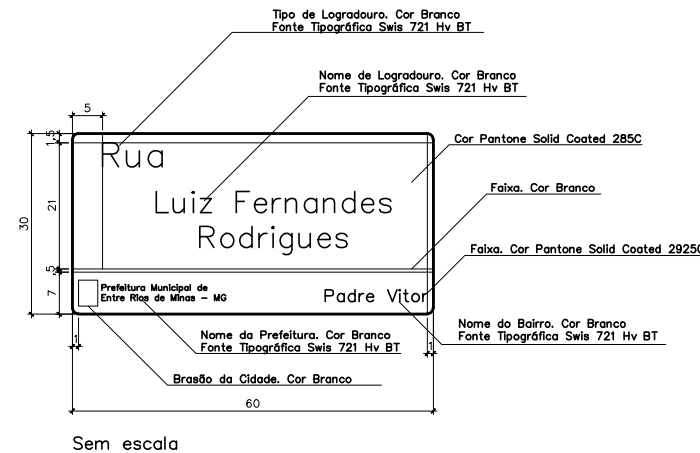 Tipo de Logradouro. Cor Branco
Fonte Tipográfica Swis 721 Hv BT
Nome de Logradouro. Cor Branco
Fonte Tipográfica Swis 721 Hv BT
5
1,5
Cor Pantone Solid Coated 285C
Rua
Faixa. Cor Branco
Luiz Fernandes
Rodrigues
21
30
Faixa. Cor Pantone Solid Coated 2925C
,5
7
Prefeitura Municipal de
Entre Rios de Minas - MG
Padre Vitor
Nome do Bairro. Cor Branco
Fonte Tipográfica Swis 721 Hv BT
Nome da Prefeitura. Cor Branco
Fonte Tipográfica Swis 721 Hv BT
1
1
Brasão da Cidade. Cor Branco
60
Sem escala